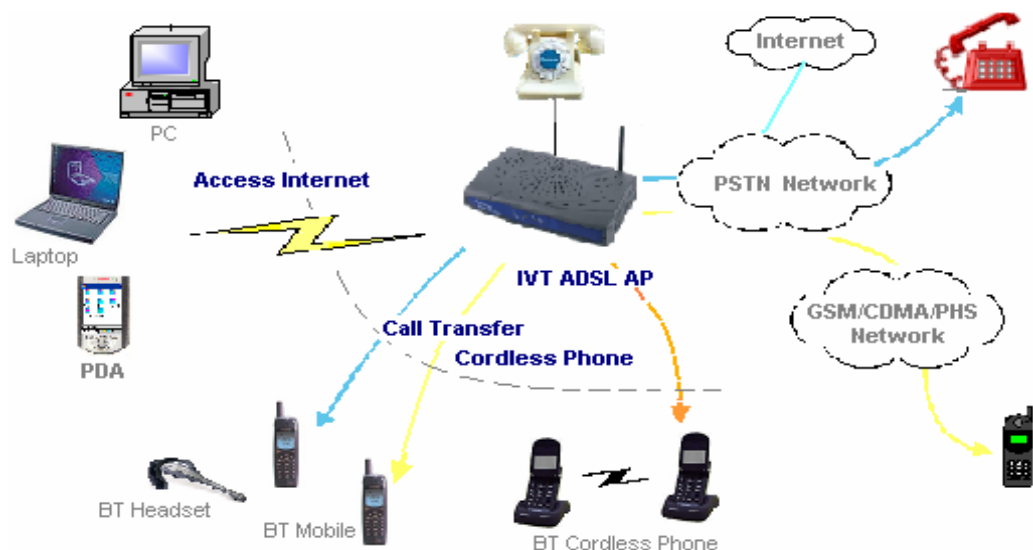 Internet
PC
PSTN Network
Access Internet
Laptop
IVT ADSL AP
GSM/CDMA/PHS
Network
Call Transfer
Cordless Phone
PDA
BT Headset
BT Mobile
BT Cordless Phone